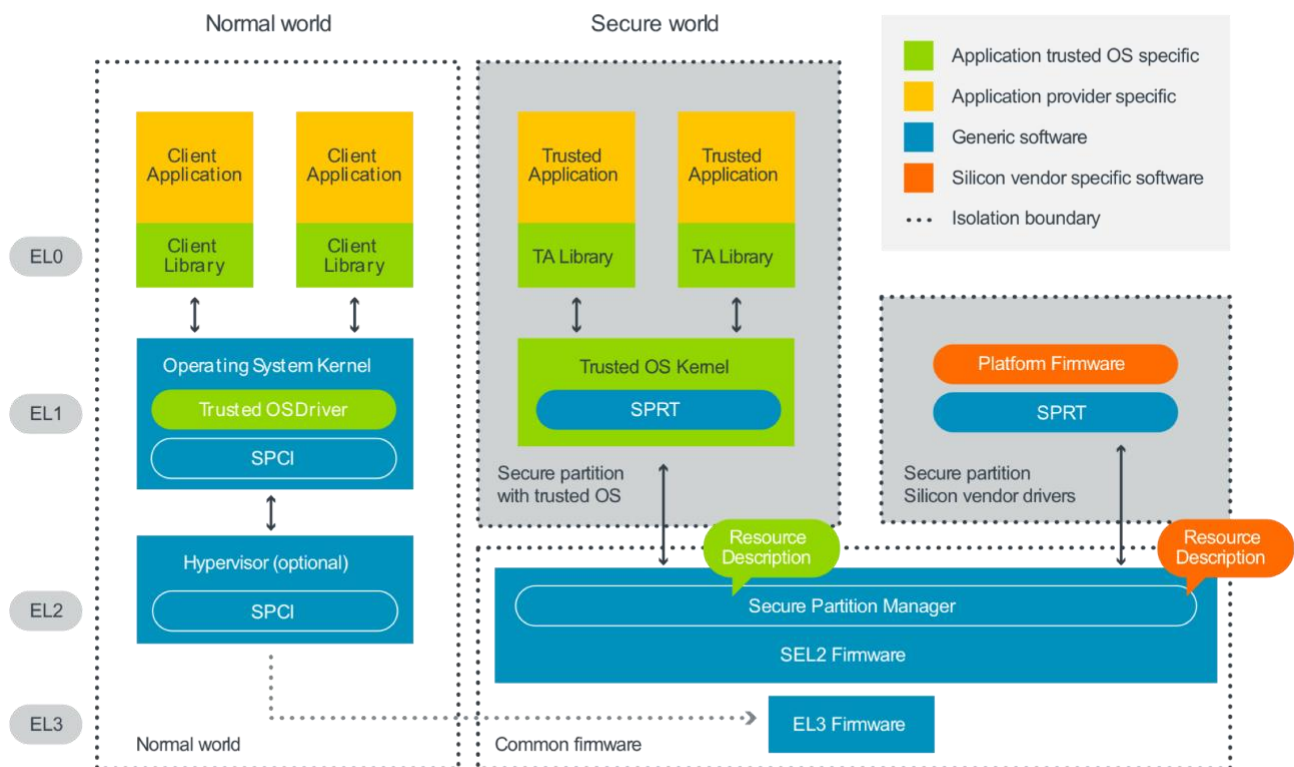 Normal world
Secure world
Application trusted OS specific
Application provider specific
Generic software
Silicon vendor specific software
Isolation boundary
Client
Application
Client
Application
Trusted
Application
Trusted
Application
EL0
Client
Library
Client
Library
TA Library
TA Library
EL1
Operating System Kernel
Trusted OS Driver
SPCI
Trusted OS Kernel
SPRT
Secure partition
with trusted OS
Platform Firmware
SPRT
Secure partition
Silicon vendor drivers
Resource
Description
Resource
Description
EL2
Hypervisor (optional)
SPCI
Secure Partition Manager
SEL2 Firmware
EL3
EL3 Firmware
Normal world
Common firmware